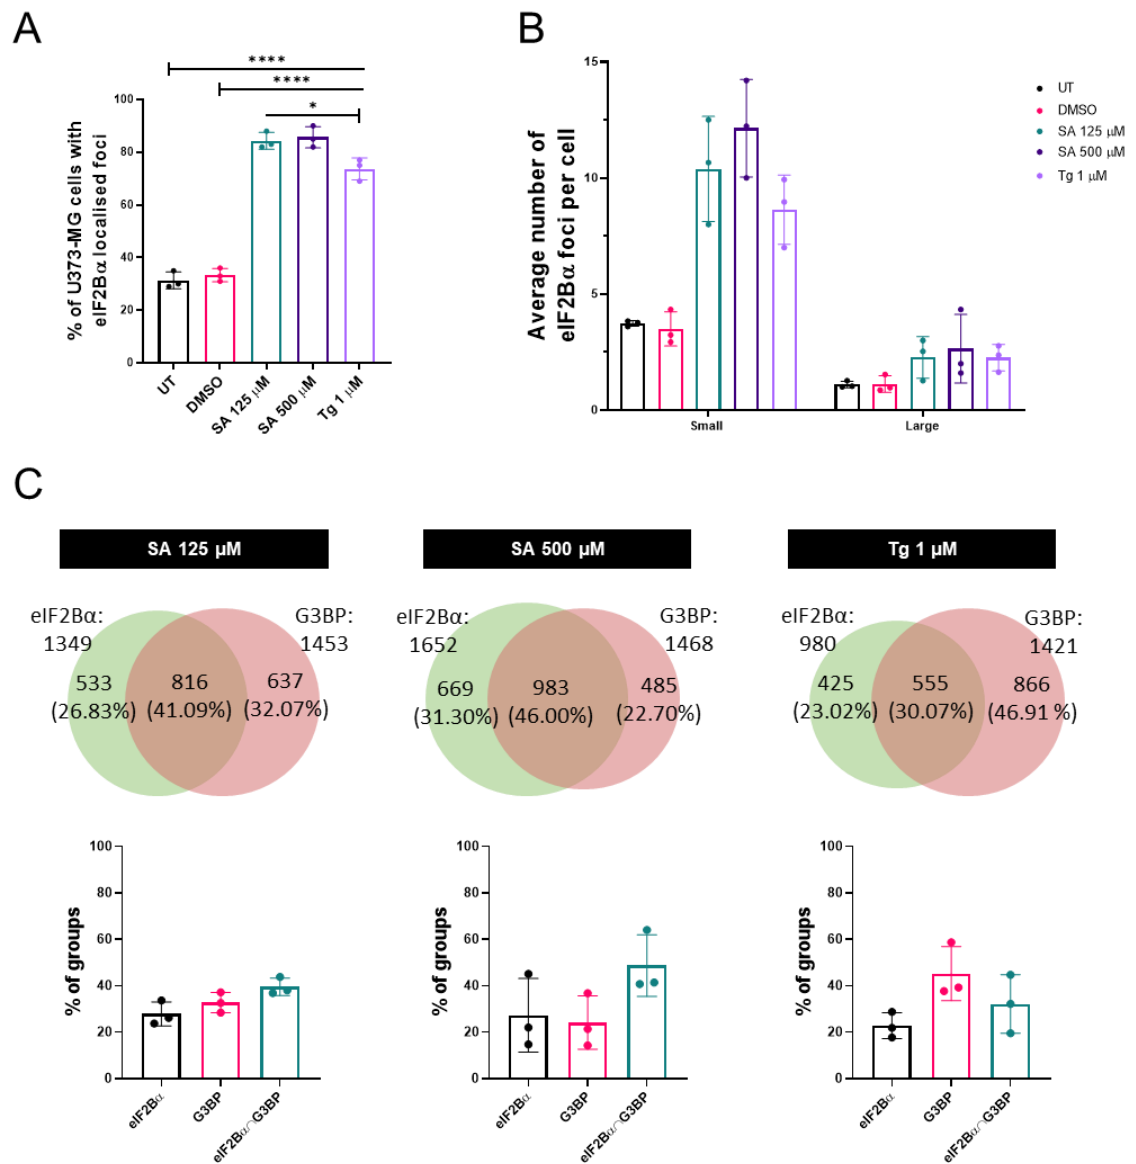 A
****
****
*
% of U373-MG cells with
eIF2Bα localised foci
100
80
60
40
20
0
UT
DMSO
SA 125 µM
SA 500 µM
Tg 1 µM
B
Average number of
eIF2Bα foci per cell
15
10
5
0
Small
Large
UT
DMSO
SA 125 µM
SA 500 µM
Tg 1 µM
C
SA 125 µM
eIF2Bα:
1349
G3BP:
1453
533
(26.83%)
816
(41.09%)
637
(32.07%)
SA 500 µM
eIF2Bα:
1652
G3BP:
1468
669
(31.30%)
983
(46.00%)
485
(22.70%)
Tg 1 µM
eIF2Bα:
980
G3BP:
1421
425
(23.02%)
555
(30.07%)
866
(46.91 %)
% of groups
100
80
60
40
20
0
eIF2Bα
G3BP
eIF2Bα∩G3BP
% of groups
100
80
60
40
20
0
eIF2Bα
G3BP
eIF2Bα∩G3BP
% of groups
100
80
60
40
20
0
eIF2Bα
G3BP
eIF2Bα∩G3BP